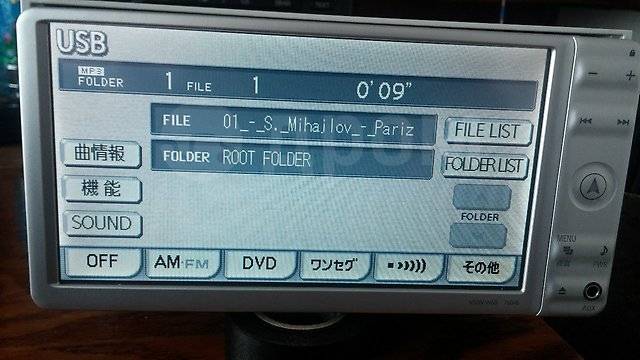 USB
MP3
FOLDER 1 FILE 1 0'09"
FILE 01_-_S._Mihajlov_-_Pariz
FILE LIST
FOLDER ROOT FOLDER
FOLDER LIST
曲情報
機能
SOUND
FOLDER
OFF AM·FM DVD ワンセグ その他
MENU
AUX